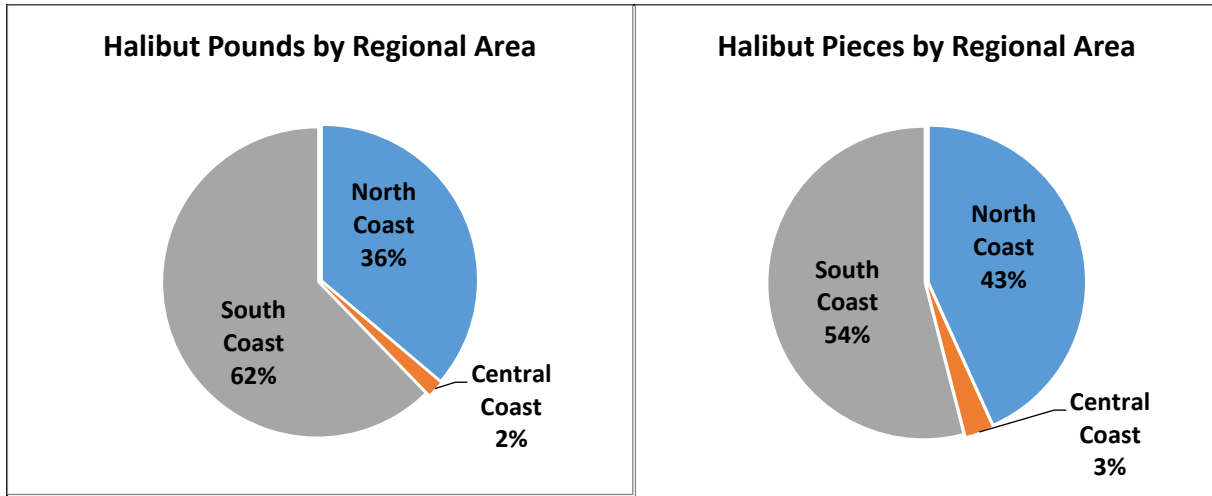 Halibut Pounds by Regional Area
North
Coast
36%
South
Coast
62%
Central
Coast
2%
Halibut Pieces by Regional Area
North
Coast
43%
South
Coast
54%
Central
Coast
3%